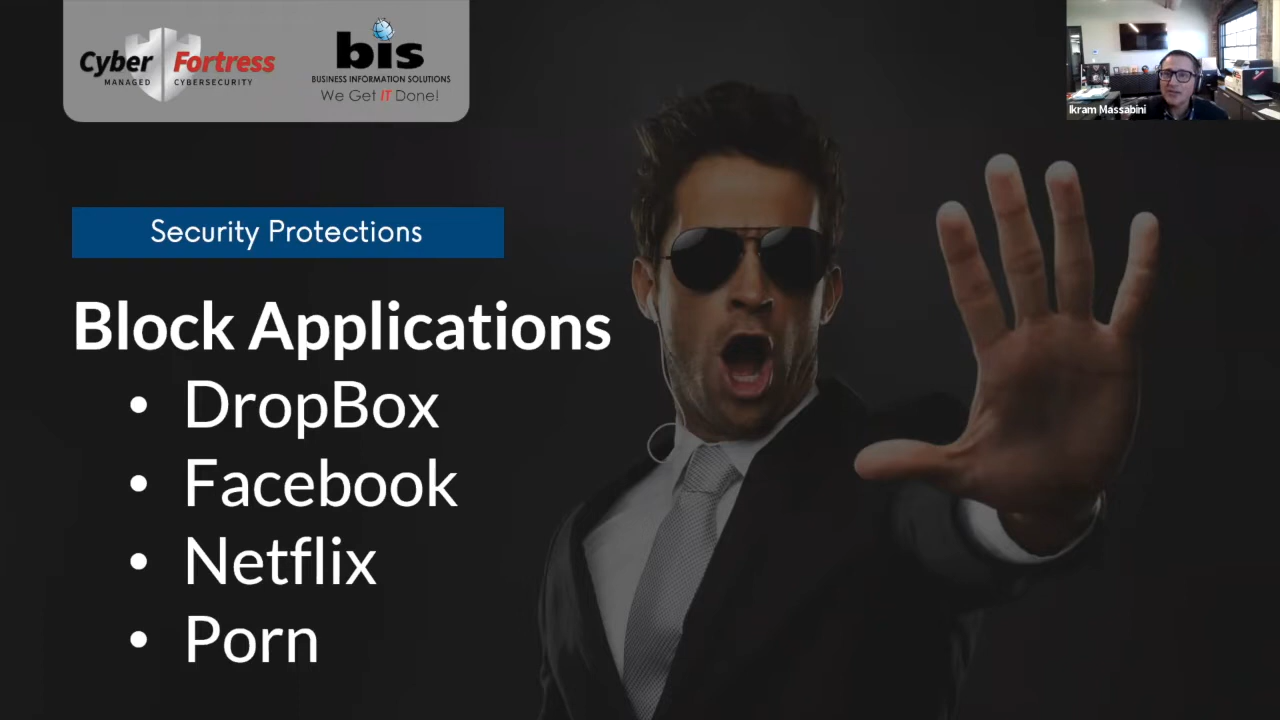 Cyber Fortress
MANAGED CYBERSECURITY
bis
BUSINESS INFORMATION SOLUTIONS
We Get IT Done!
Ikram Massabini
Security Protections
Block Applications
• DropBox
• Facebook
• Netflix
• Porn